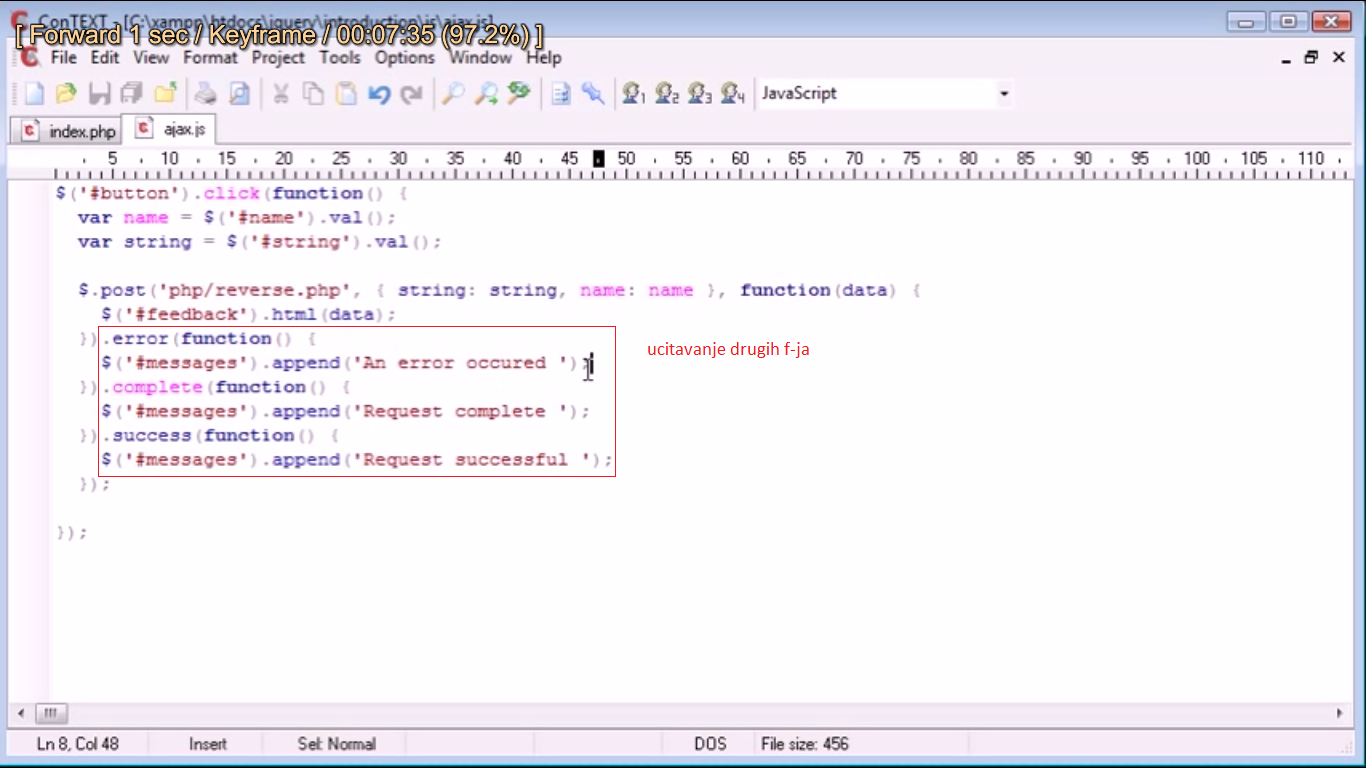 ConTEXT - [C:\xampp\htdocs\jquery\introduction\js\ajax.js]
[ Forward 1 sec / Keyframe / 00:07:35 (97.2%) ]
File Edit View Format Project Tools Options Window Help
1 2 3 4 JavaScript
index.php ajax.js
5 10 15 20 25 30 35 40 45 50 55 60 65 70 75 80 85 90 95 100 105 110
$('#button').click(function() {
var name = $('#name').val();
var string = $('#string').val();
$.post('php/reverse.php', { string: string, name: name }, function(data) {
$('#feedback').html(data);
}).error(function() {
ucitavanje drugih f-ja
$('#messages').append('An error occured ');
}).complete(function() {
$('#messages').append('Request complete ');
}).success(function() {
$('#messages').append('Request successful ');
});
});
Ln 8, Col 48 Insert Sel: Normal DOS File size: 456